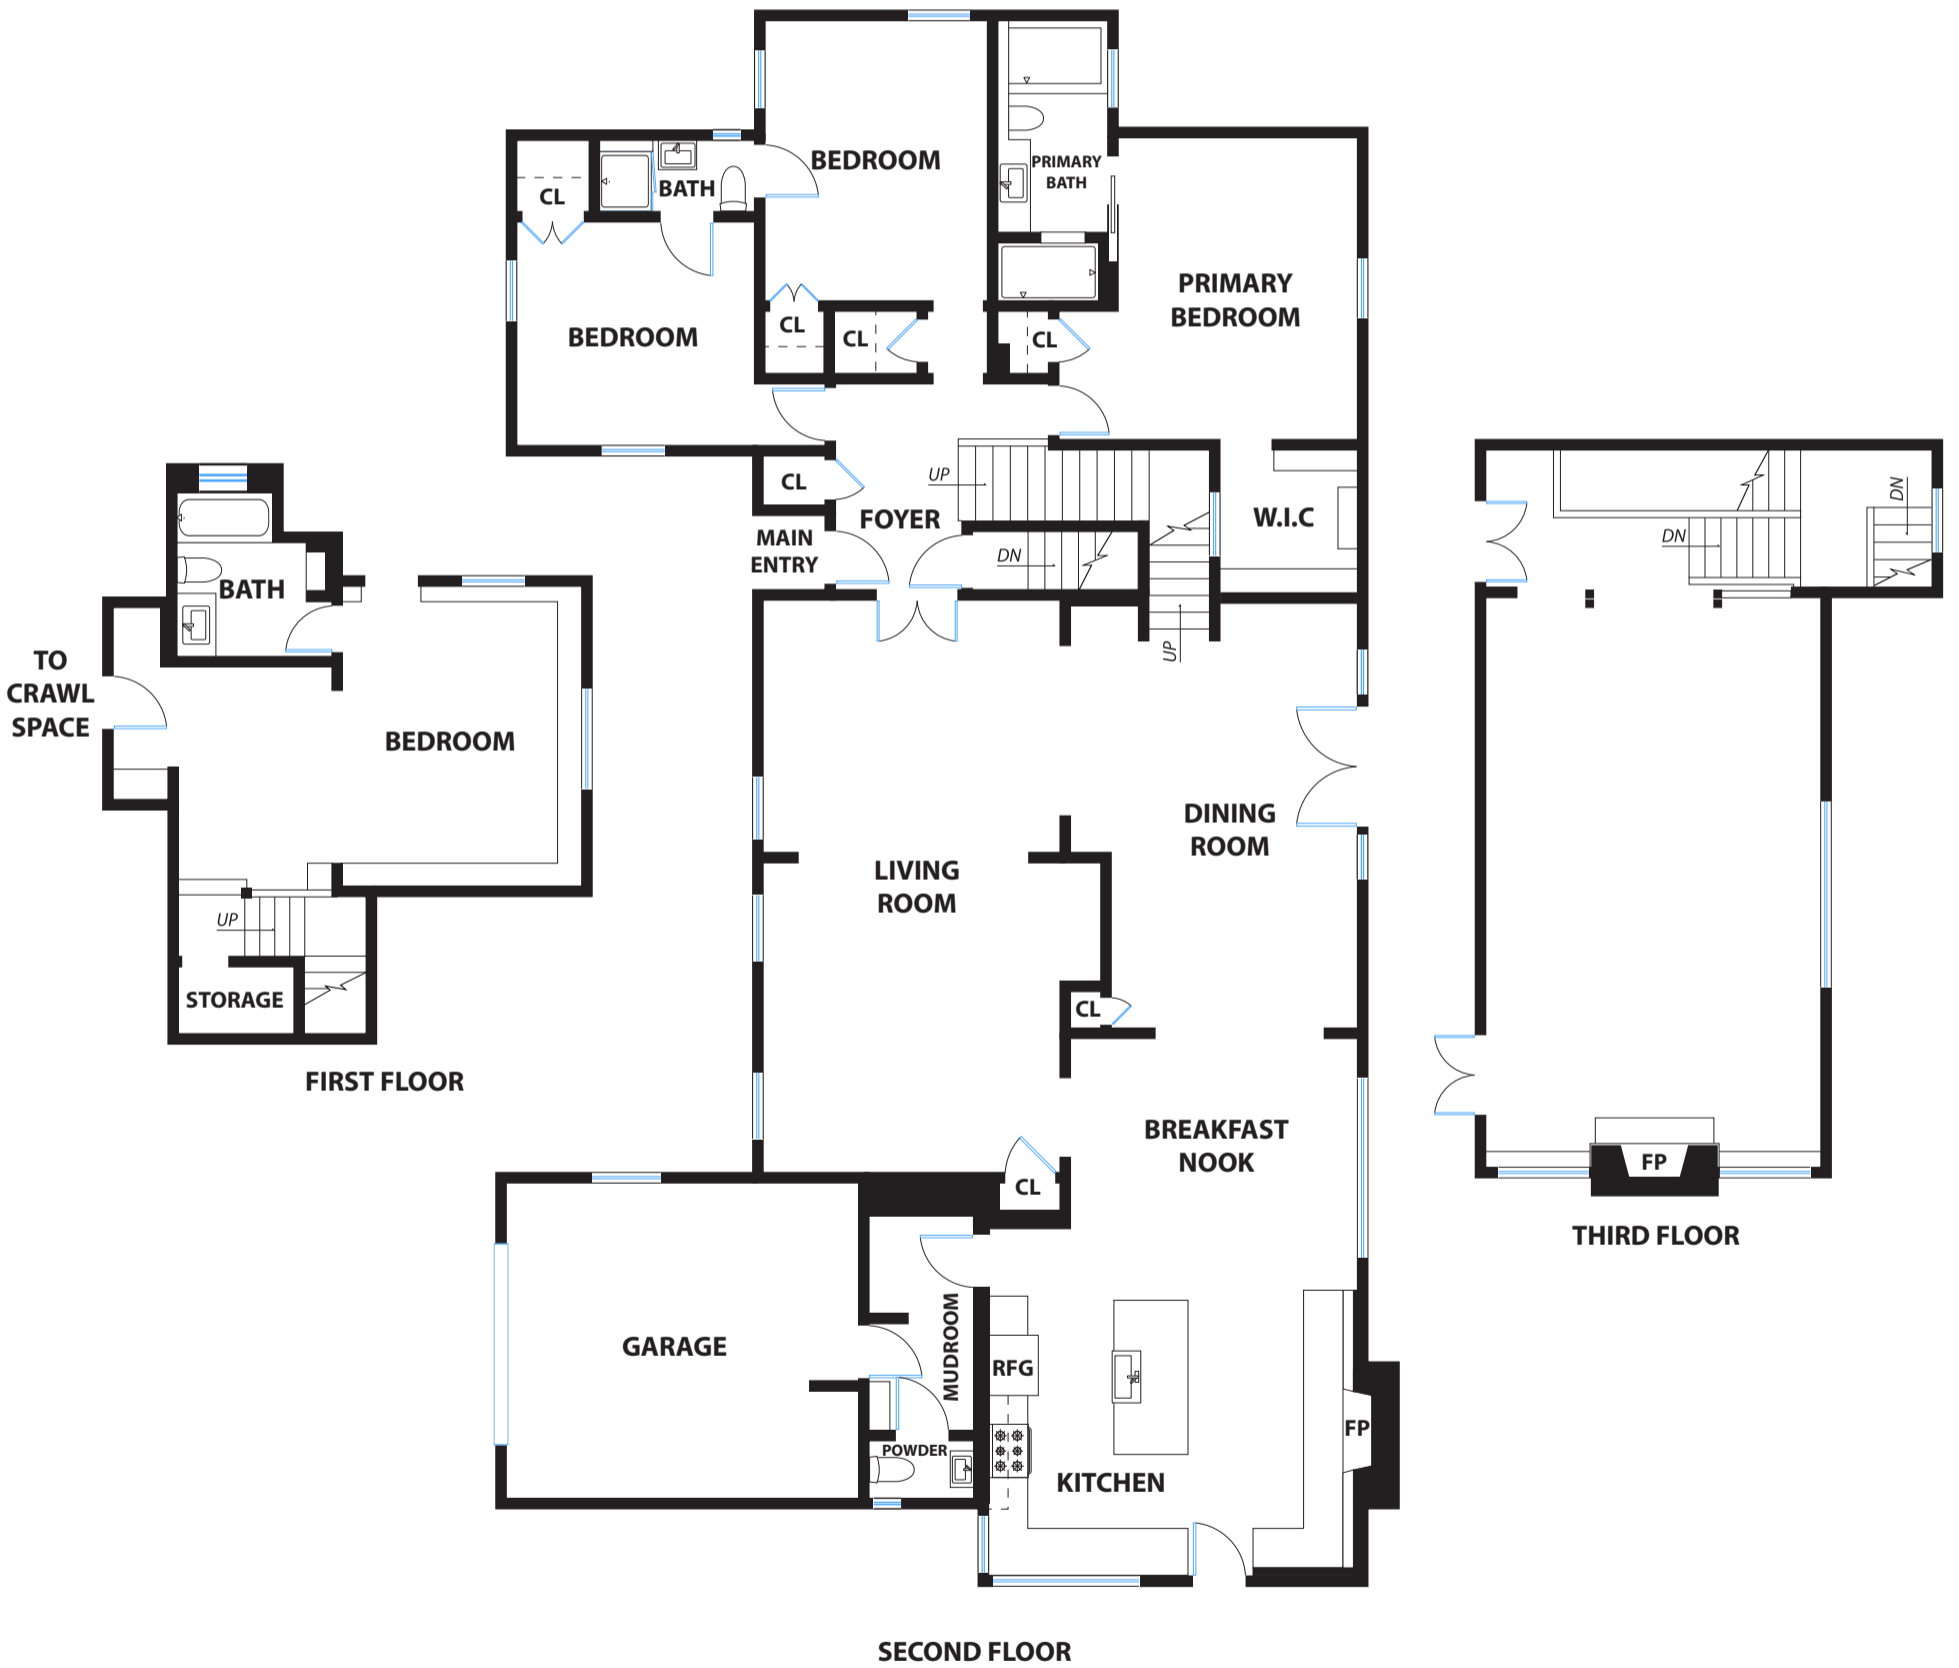 BEDROOM
PRIMARY
BATH
BATH
CL
PRIMARY
BEDROOM
BEDROOM
CL
CL
CL
CL
UP
FOYER
MAIN
ENTRY
DN
W.I.C
UP
DINING
ROOM
LIVING
ROOM
CL
BREAKFAST
NOOK
CL
GARAGE
MUDROOM
RFG
POWDER
KITCHEN
FP
SECOND FLOOR
BATH
TO
CRAWL
SPACE
BEDROOM
UP
STORAGE
FIRST FLOOR
DN
DN
FP
THIRD FLOOR